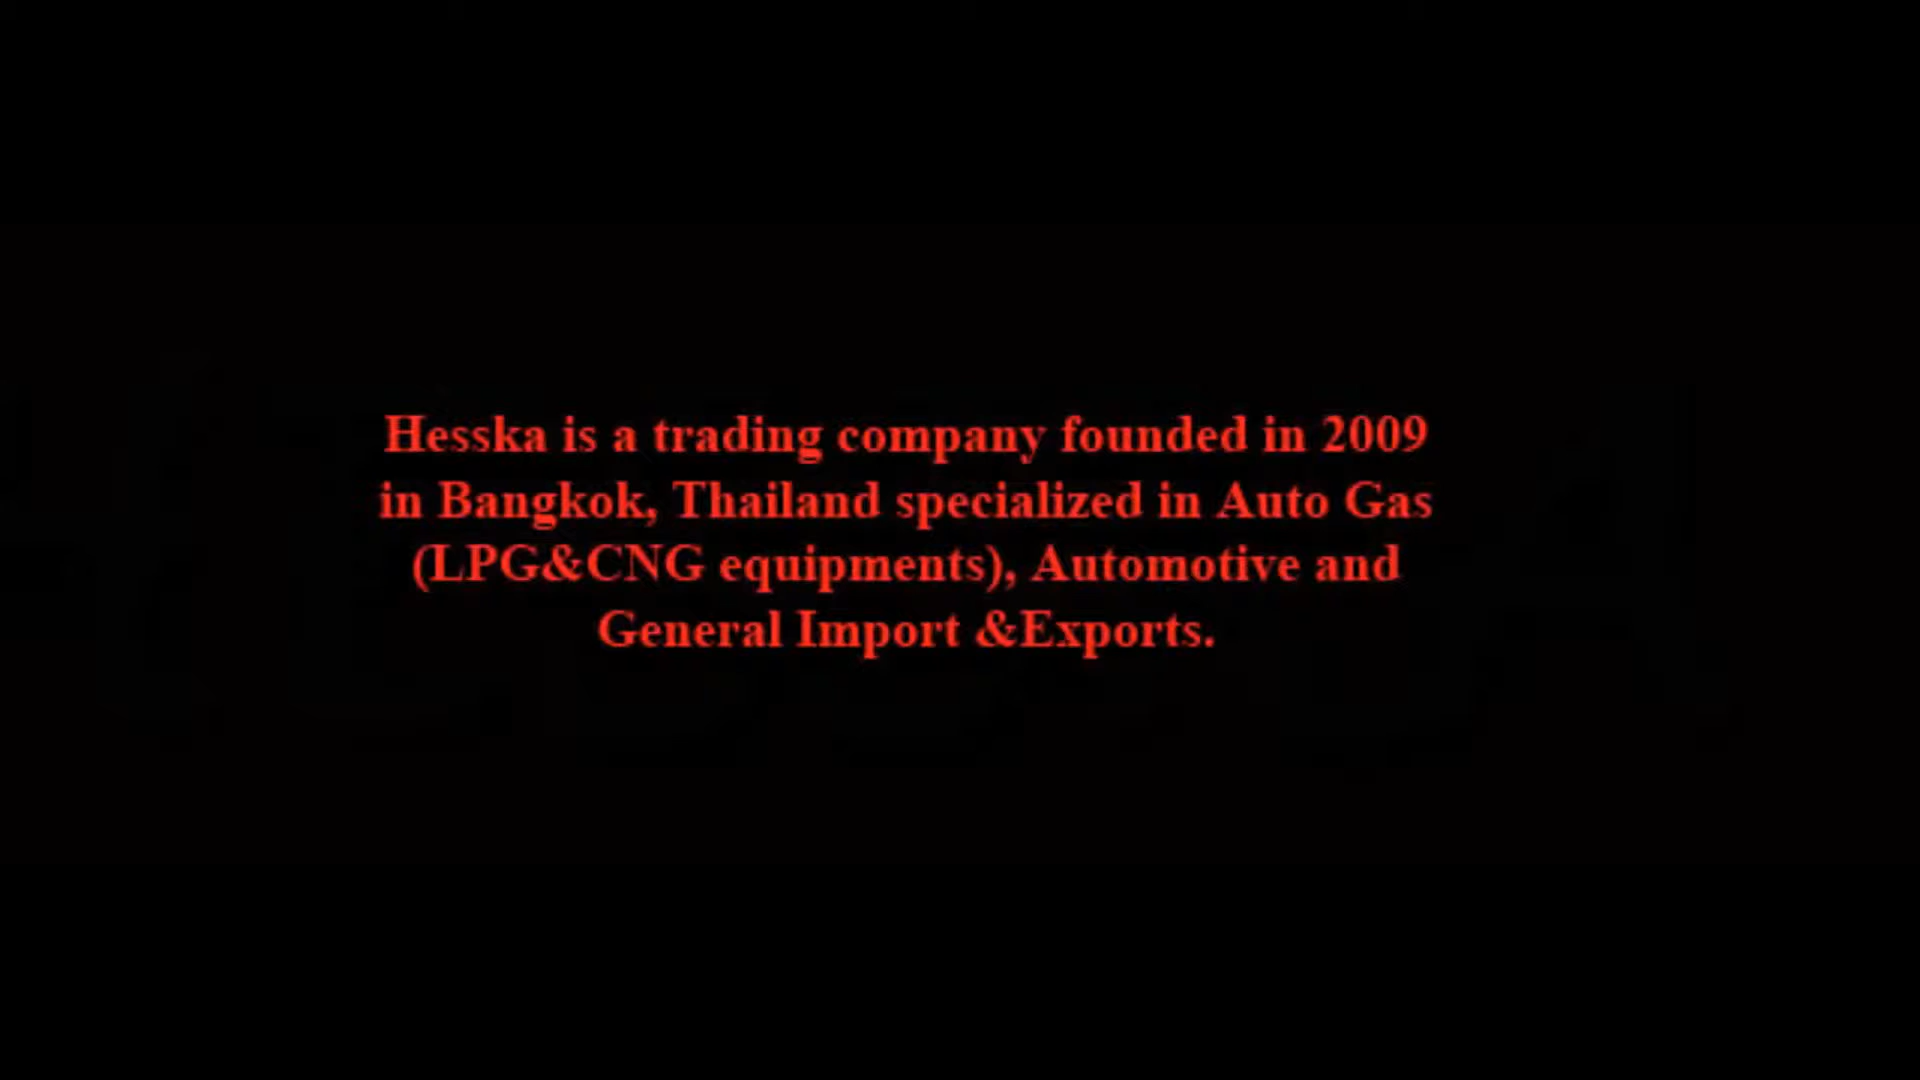 Hesska is a trading company founded in 2009
in Bangkok, Thailand specialized in Auto Gas
(LPG&CNG equipments), Automotive and
General Import &Exports.